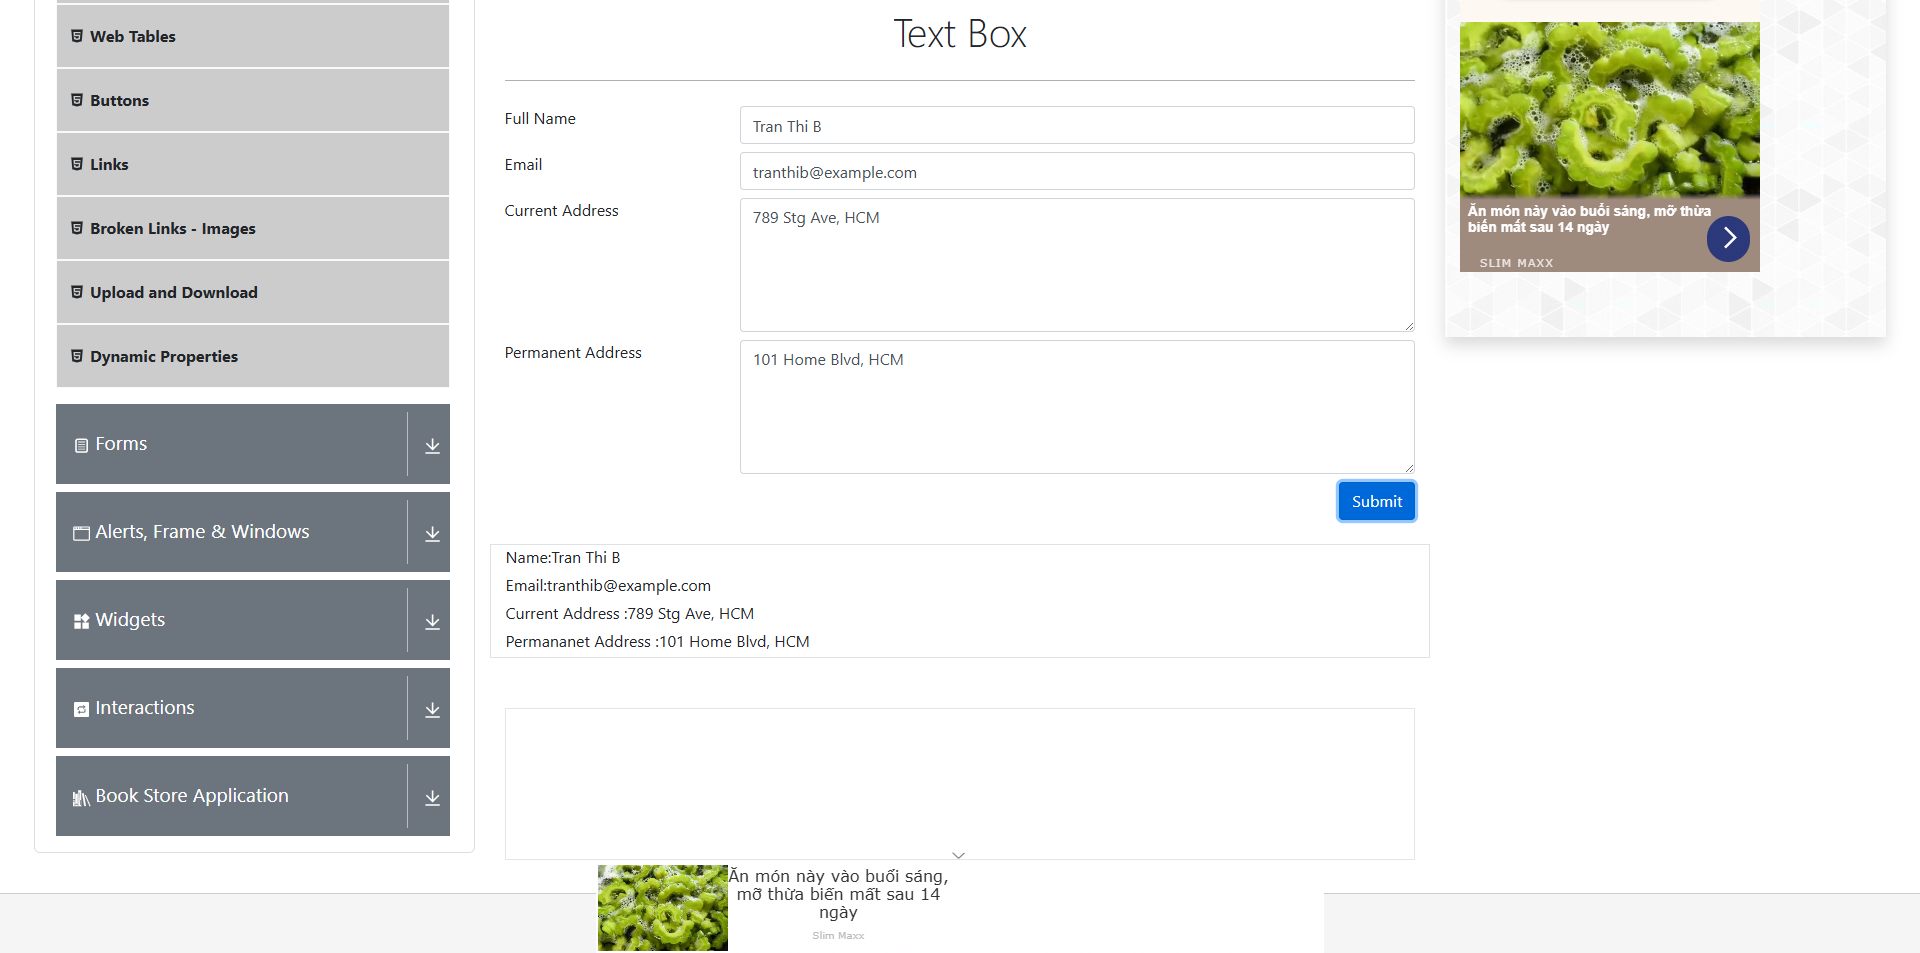 Web Tables
Buttons
Links
Broken Links - Images
Upload and Download
Dynamic Properties
Forms
Alerts, Frame & Windows
Widgets
Interactions
Book Store Application
Text Box
Full Name
Tran Thi B
Email
tranthib@example.com
Current Address
789 Stg Ave, HCM
Permanent Address
101 Home Blvd, HCM
Submit
Name:Tran Thi B
Email:tranthib@example.com
Current Address :789 Stg Ave, HCM
Permananet Address :101 Home Blvd, HCM
Ăn món này vào buổi sáng, mỡ thừa
biến mất sau 14 ngày
SLIM MAXX
Ăn món này vào buổi sáng,
mỡ thừa biến mất sau 14
ngày
Slim Maxx